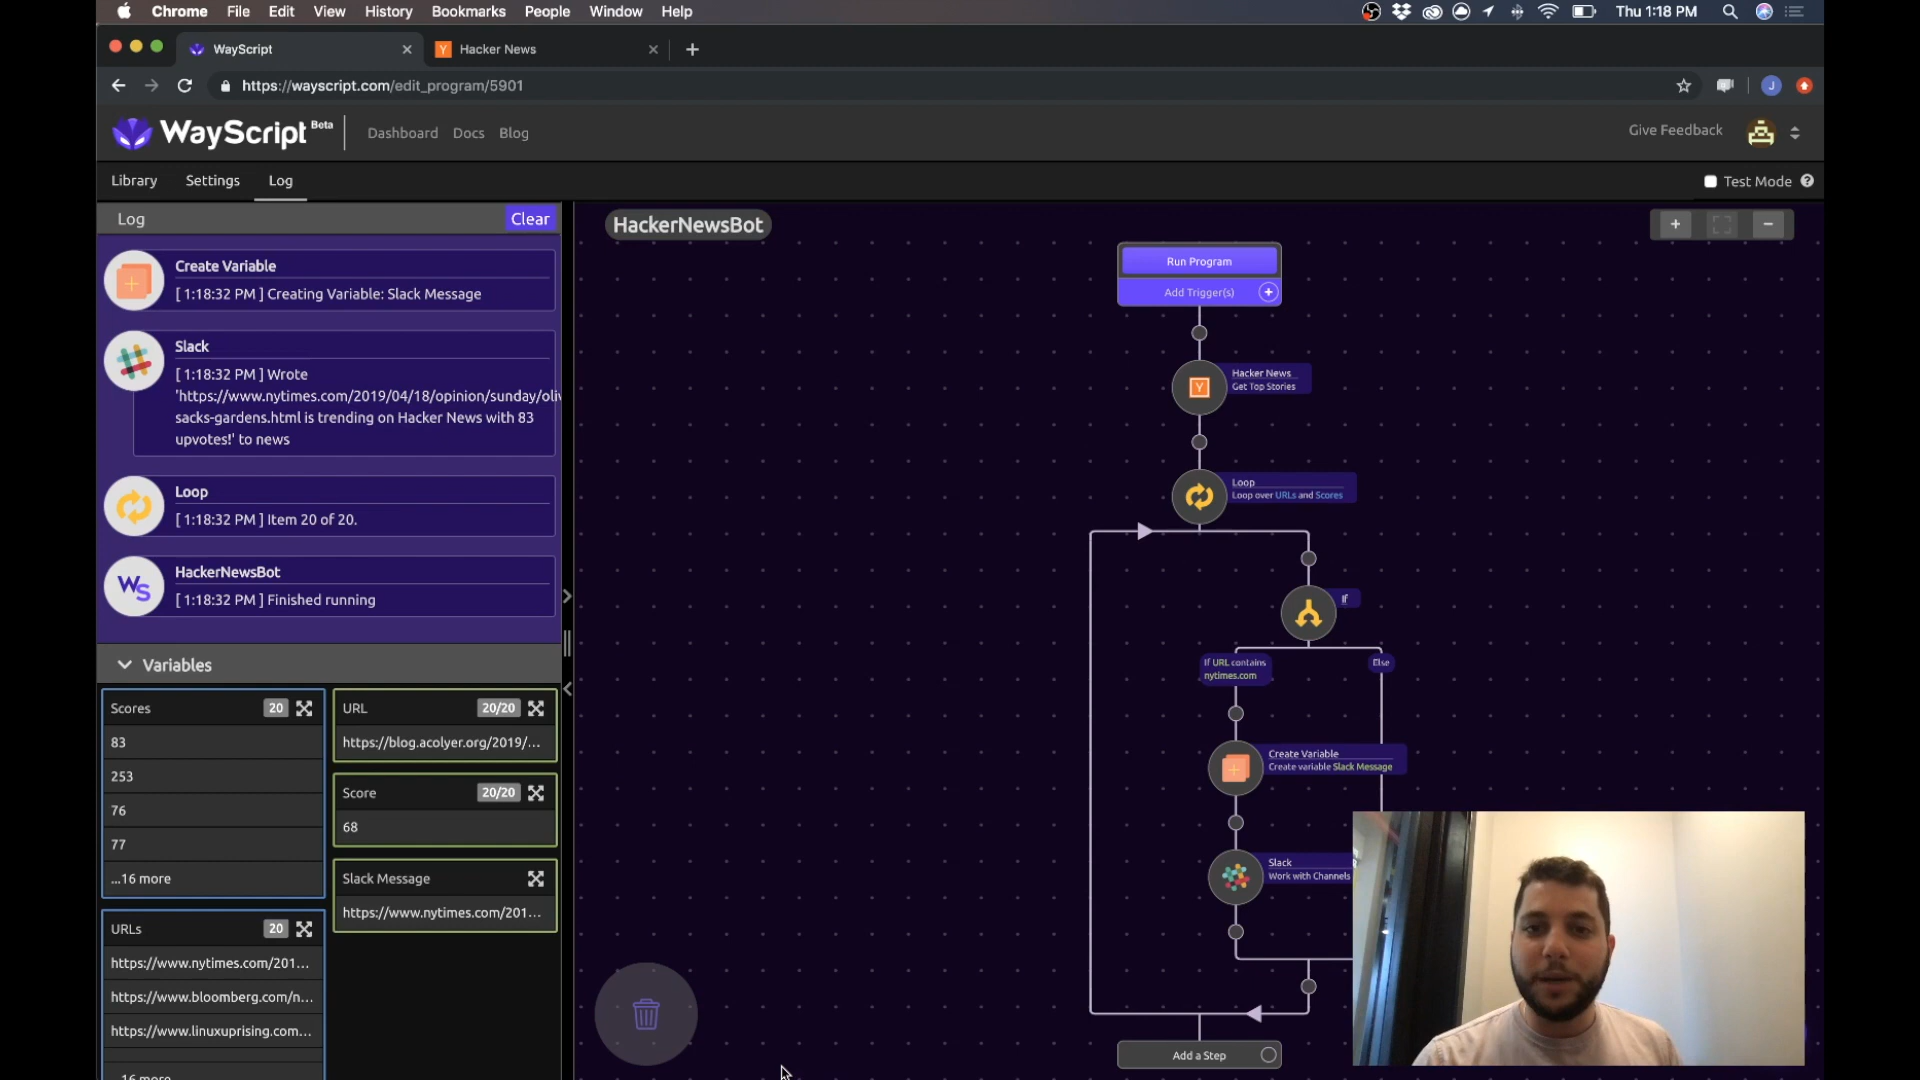 Chrome File Edit View History Bookmarks People Window Help Thu 1:18 PM
WayScript Hacker News
https://wayscript.com/edit_program/5901 J
WayScript Beta Dashboard Docs Blog Give Feedback
Library Settings Log Test Mode ?
Log Clear
HackerNewsBot
Create Variable
[ 1:18:32 PM ] Creating Variable: Slack Message
Slack
[ 1:18:32 PM ] Wrote
'https://www.nytimes.com/2019/04/18/opinion/sunday/oliv
sacks-gardens.html is trending on Hacker News with 83
upvotes!' to news
Loop
[ 1:18:32 PM ] Item 20 of 20.
HackerNewsBot
[ 1:18:32 PM ] Finished running
Variables
Scores 20
83
253
76
77
...16 more
URLs 20
https://www.nytimes.com/201...
https://www.bloomberg.com/n...
https://www.linuxuprising.com...
...16 more
URL 20/20
https://blog.acolyer.org/2019/...
Score 20/20
68
Slack Message
https://www.nytimes.com/201...
Run Program
Add Trigger(s)
Hacker News
Get Top Stories
Loop
Loop over URLs and Scores
If
If URL contains
nytimes.com
Else
Create Variable
Create variable Slack Message
Slack
Work with Channels
Add a Step